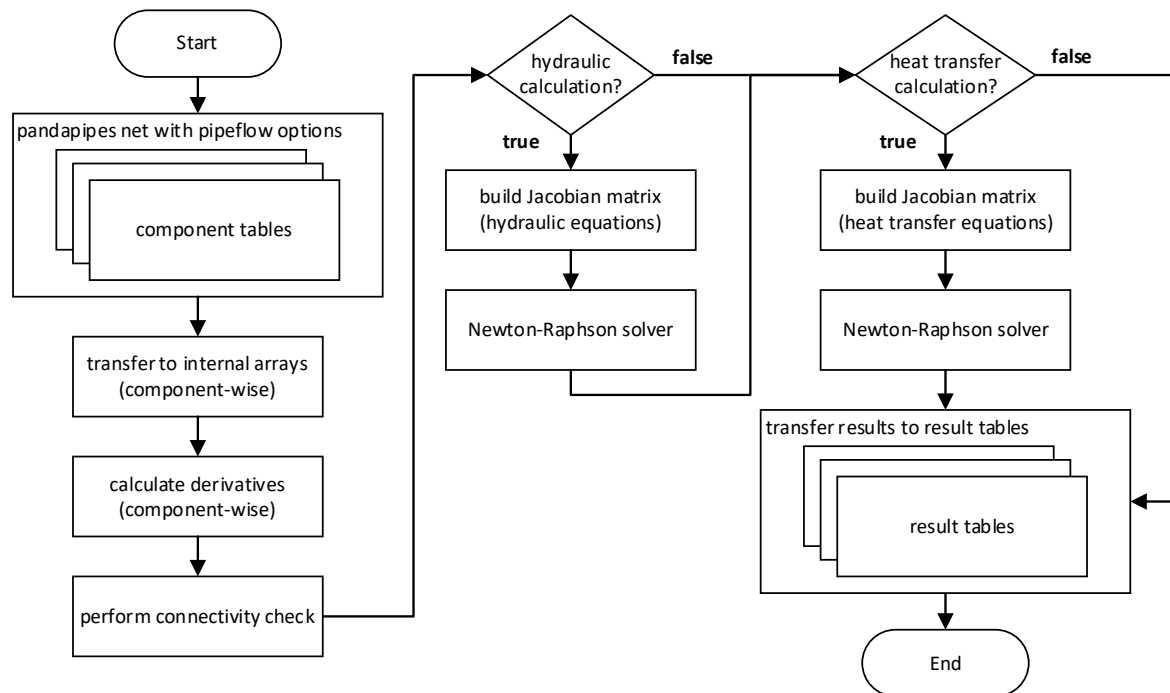 Start
pandapipes net with pipeflow options
component tables
transfer to internal arrays
(component-wise)
calculate derivatives
(component-wise)
perform connectivity check
hydraulic
calculation?
false
true
build Jacobian matrix
(hydraulic equations)
Newton-Raphson solver
heat transfer
calculation?
false
true
build Jacobian matrix
(heat transfer equations)
Newton-Raphson solver
transfer results to result tables
result tables
End